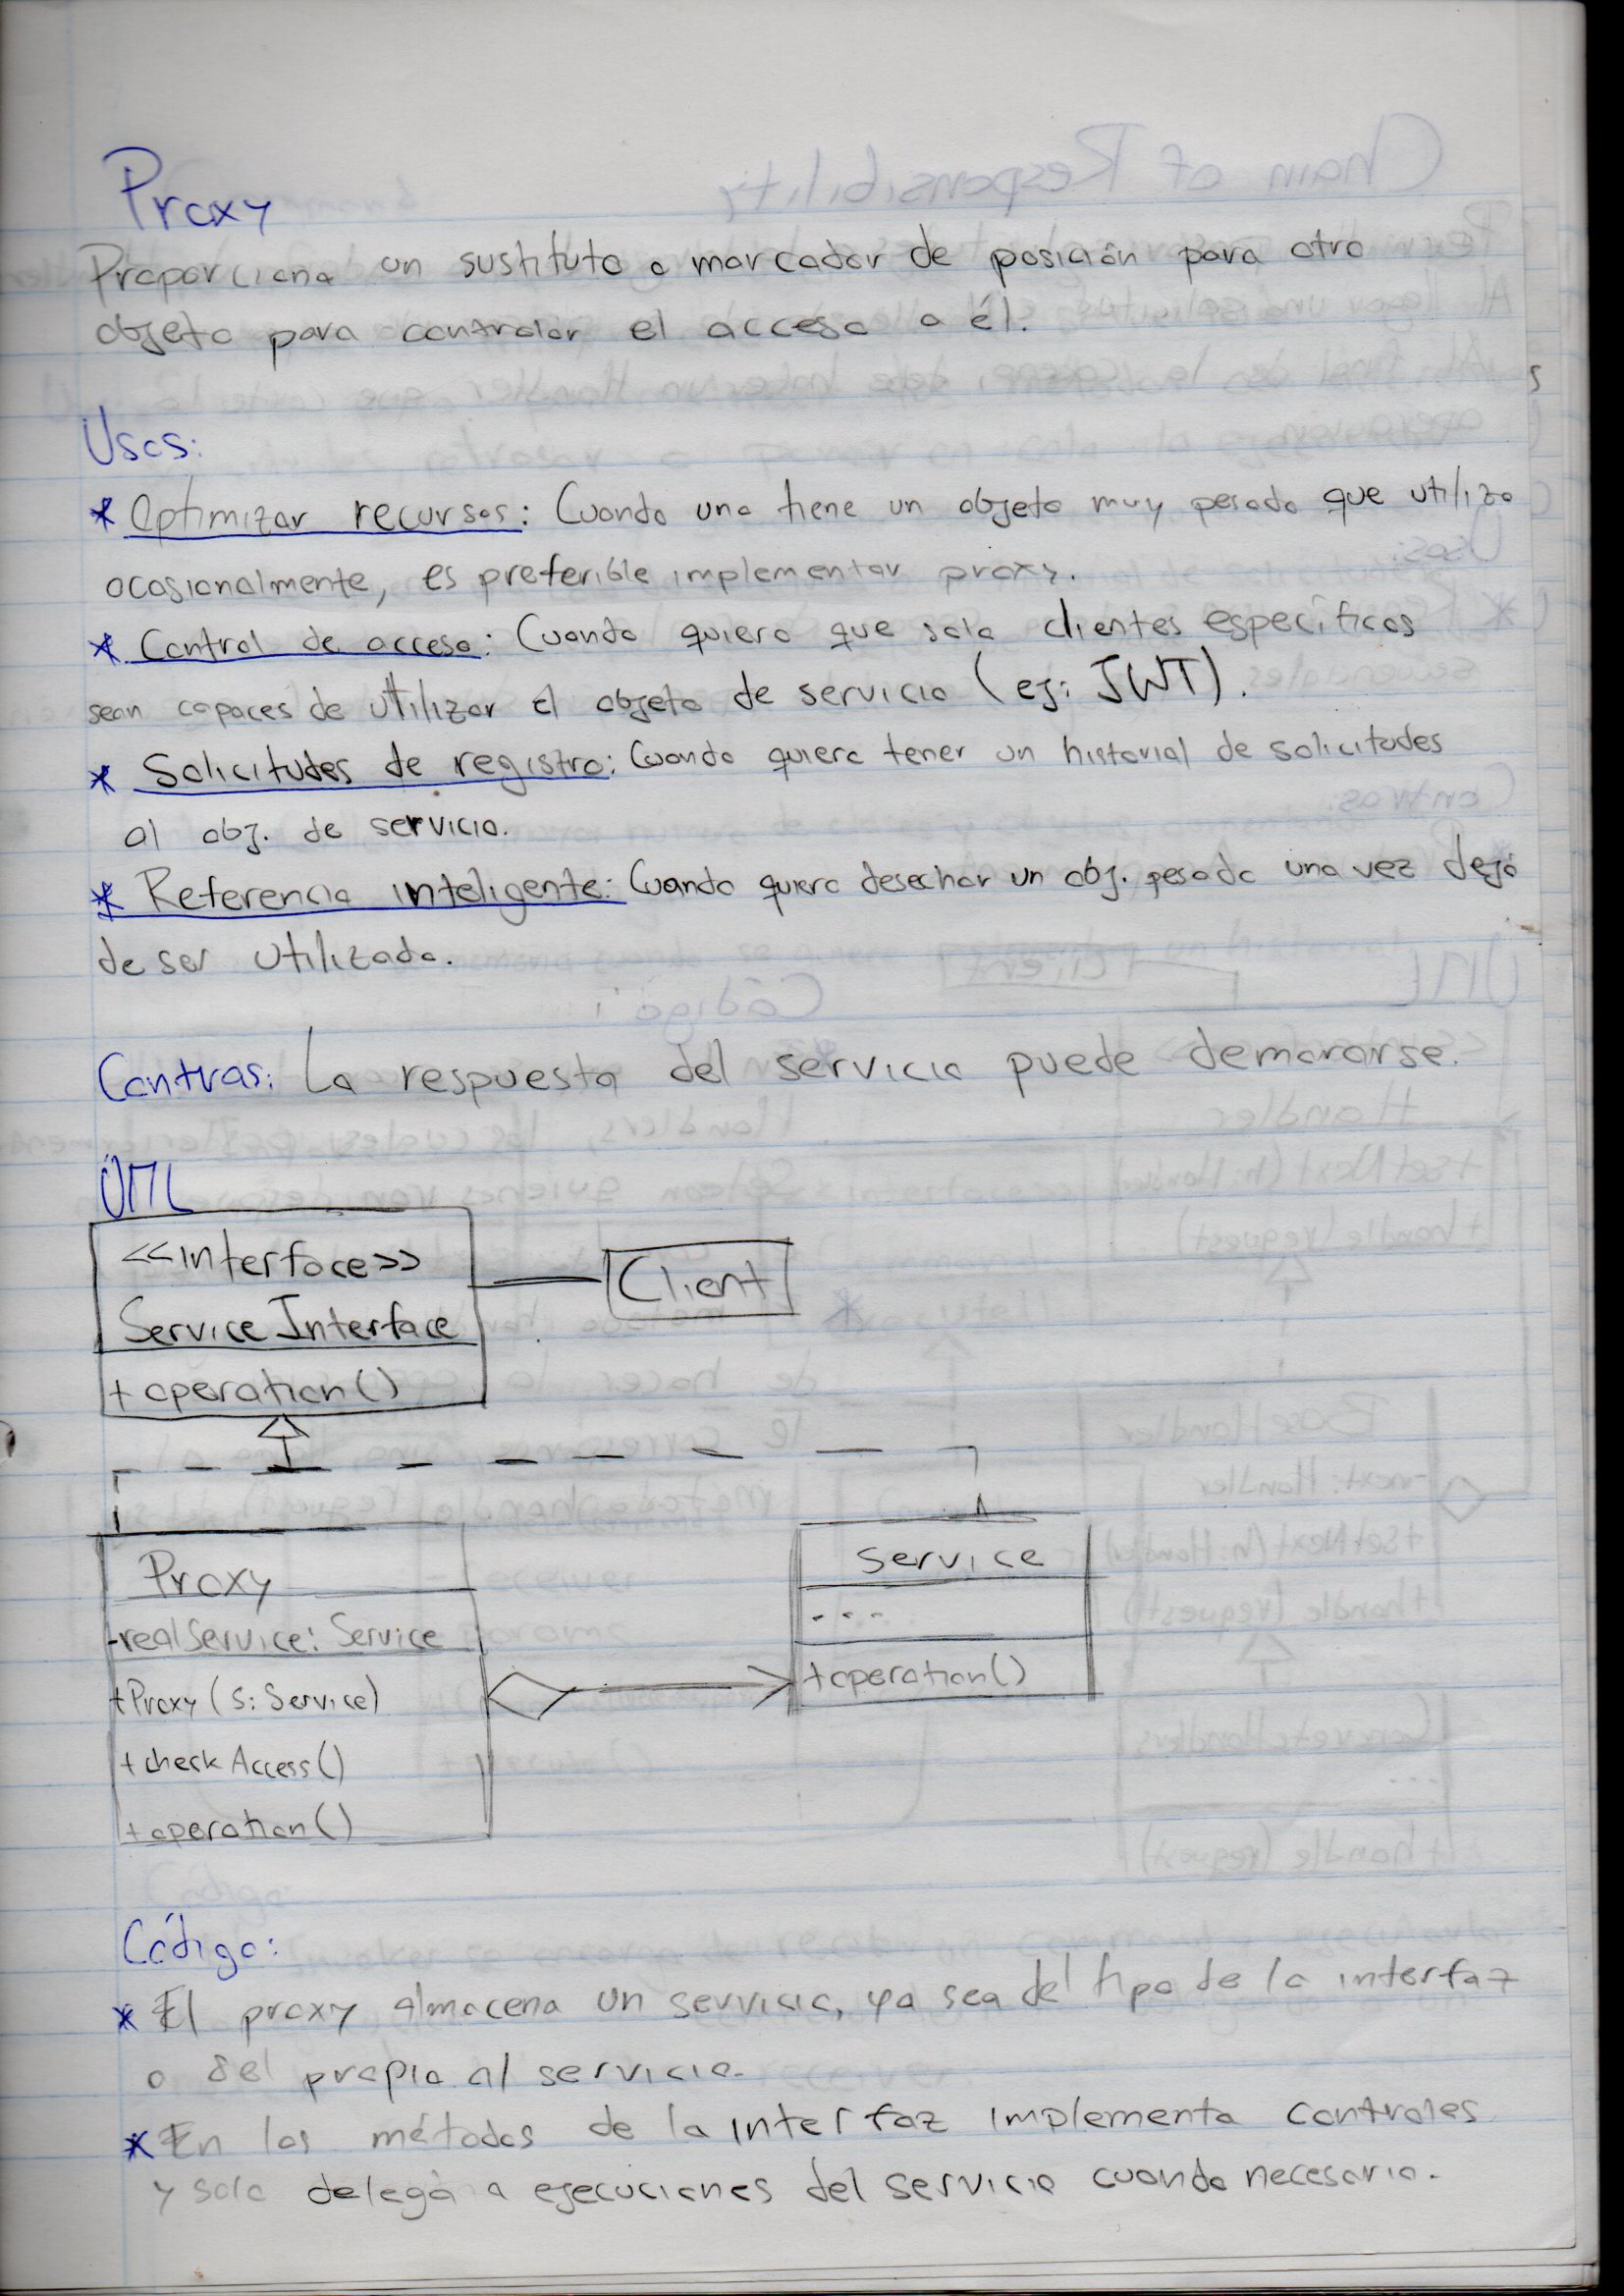 Proxy
Proporciona un sustituto o marcador de posición para otro
objeto para controlar el acceso a él.
Usos:
* Optimizar recursos: Cuando uno tiene un objeto muy pesado que utilizo
ocasionalmente, es preferible implementar proxy.
* Control de acceso: Cuando quiero que solo clientes específicos
sean capaces de utilizar el objeto de servicio (ej: JWT).
* Solicitudes de registro: Cuando quiero tener un historial de solicitudes
al obj. de servicio.
* Referencia inteligente: Cuando quiero desechar un obj. pesado una vez dejó
de ser utilizado.
Contras: La respuesta del servicio puede demorarse.
UML
<<interface>>
Service Interface
+ operation()
Client
Proxy
-realService: Service
+Proxy (s: Service)
+ check Access()
+operation()
Service
...
+operation()
Código:
* El proxy almacena un servicio, ya sea del tipo de la interfaz
o del propio al servicio.
* En los métodos de la interfaz implementa controles
y solo delega a ejecuciones del servicio cuando necesario.